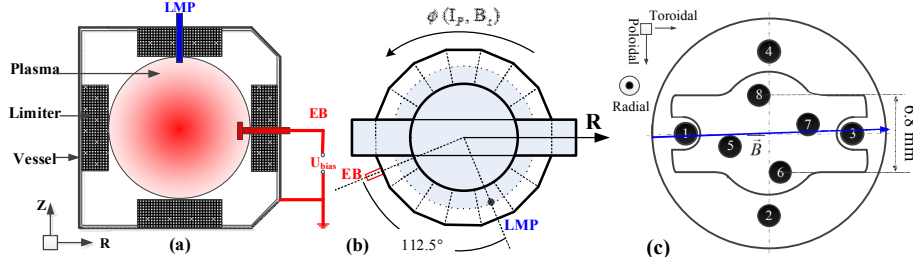 LMP
Plasma
Limiter
Vessel
EB
U_bias
Z
R
(a)
ϕ (I_P, B_t)
R
EB
LMP
112.5°
(b)
Toroidal
Poloidal
Radial
4
8
7
1
3
5
B⃗
6
2
6.8 mm
(c)